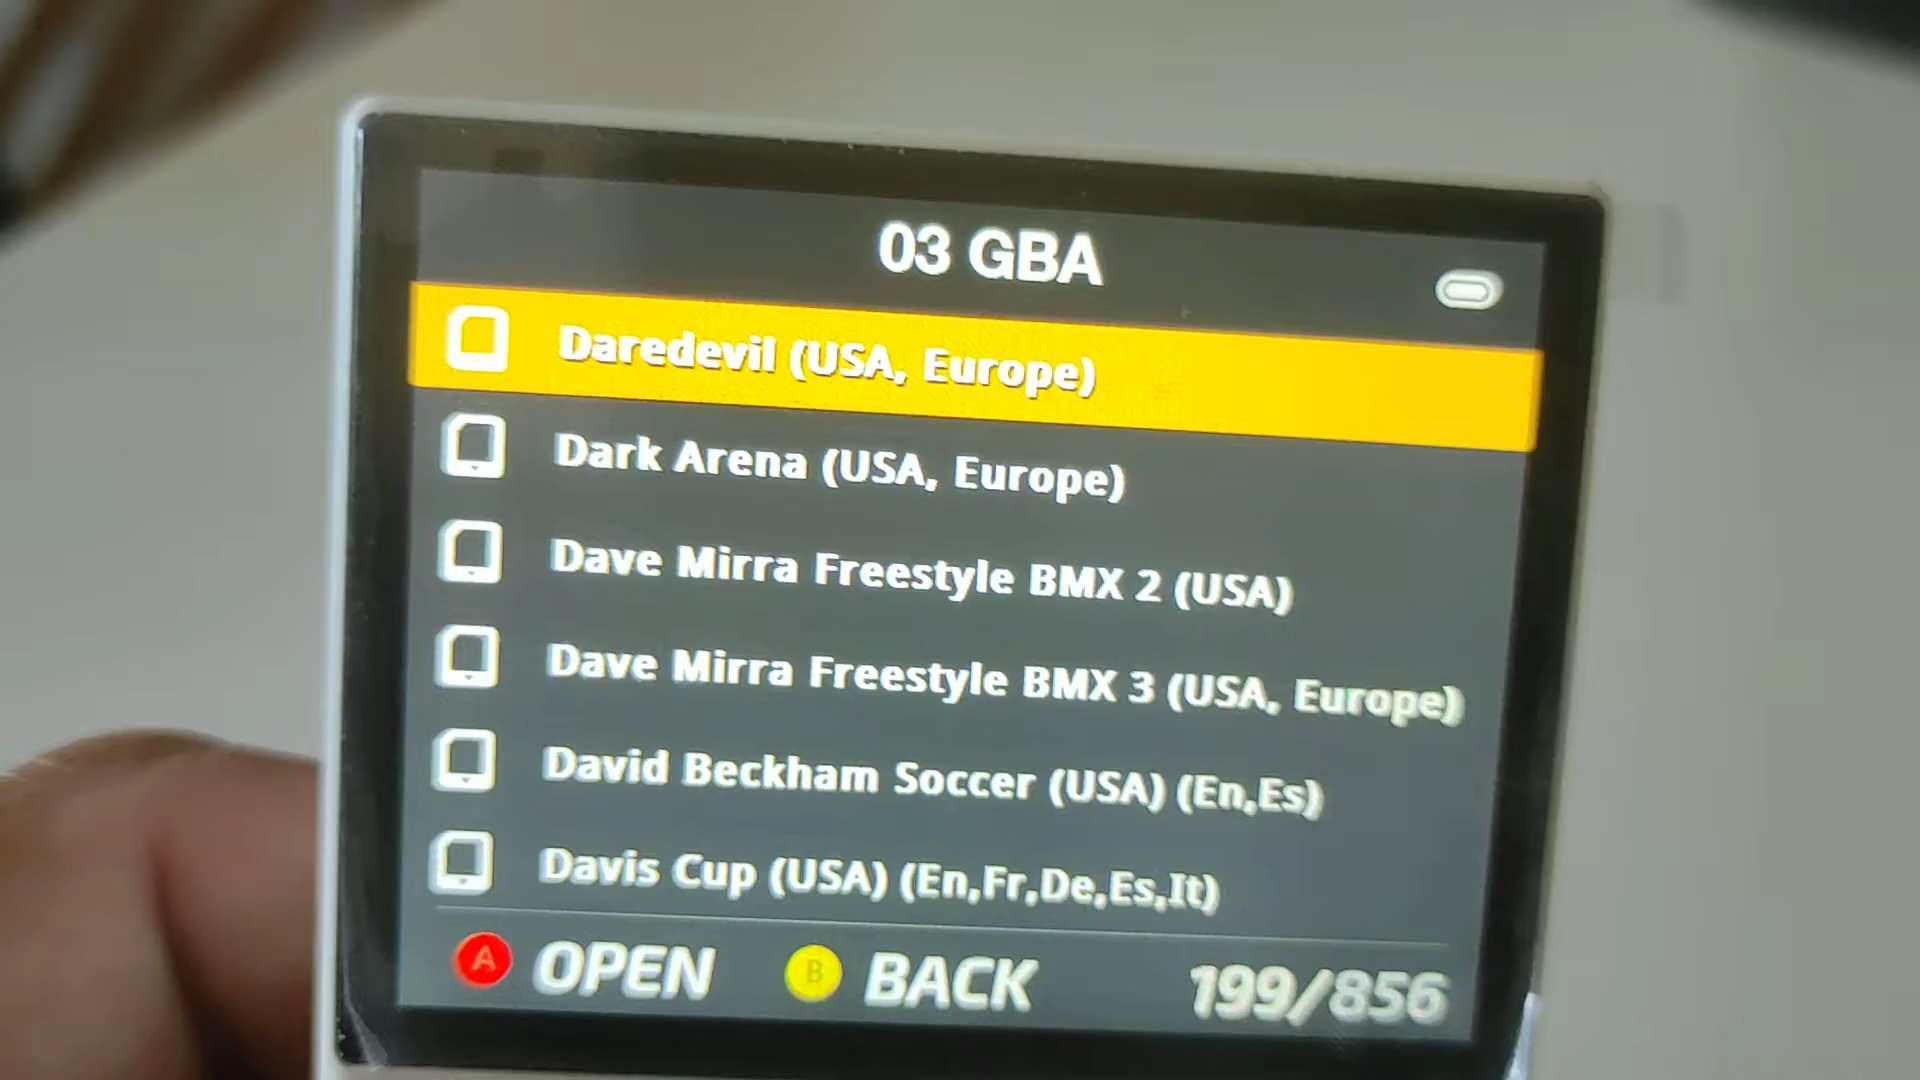 03 GBA
Daredevil (USA, Europe)
Dark Arena (USA, Europe)
Dave Mirra Freestyle BMX 2 (USA)
Dave Mirra Freestyle BMX 3 (USA, Europe)
David Beckham Soccer (USA) (En,Es)
Davis Cup (USA) (En,Fr,De,Es,It)
A OPEN B BACK 199/856